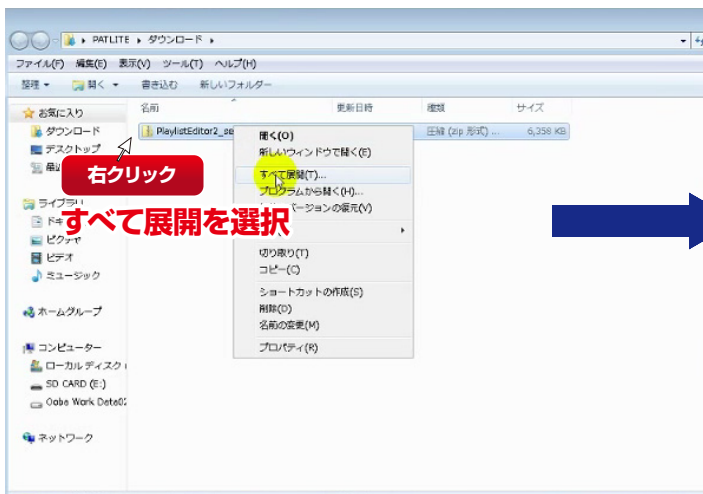 PATLITE ▸ ダウンロード ▸
ファイル(F) 編集(E) 表示(V) ツール(T) ヘルプ(H)
整理 開く 書き込む 新しいフォルダー
名前 更新日時 種類 サイズ
お気に入り
ダウンロード
デスクトップ
PlaylistEditor2_se
圧縮 (zip 形式) ... 6,358 KB
開く(O)
新しいウィンドウで開く(E)
すべて展開(T)...
プログラムから開く(H)...
バージョンの復元(V)
切り取り(T)
コピー(C)
ショートカットの作成(S)
削除(D)
名前の変更(M)
プロパティ(R)
右クリック
すべて展開を選択
ライブラリ
ドキ
ピクチャ
ビデオ
ミュージック
ホームグループ
コンピューター
ローカル ディスク
SD CARD (E:)
Oaba Work Data02
ネットワーク